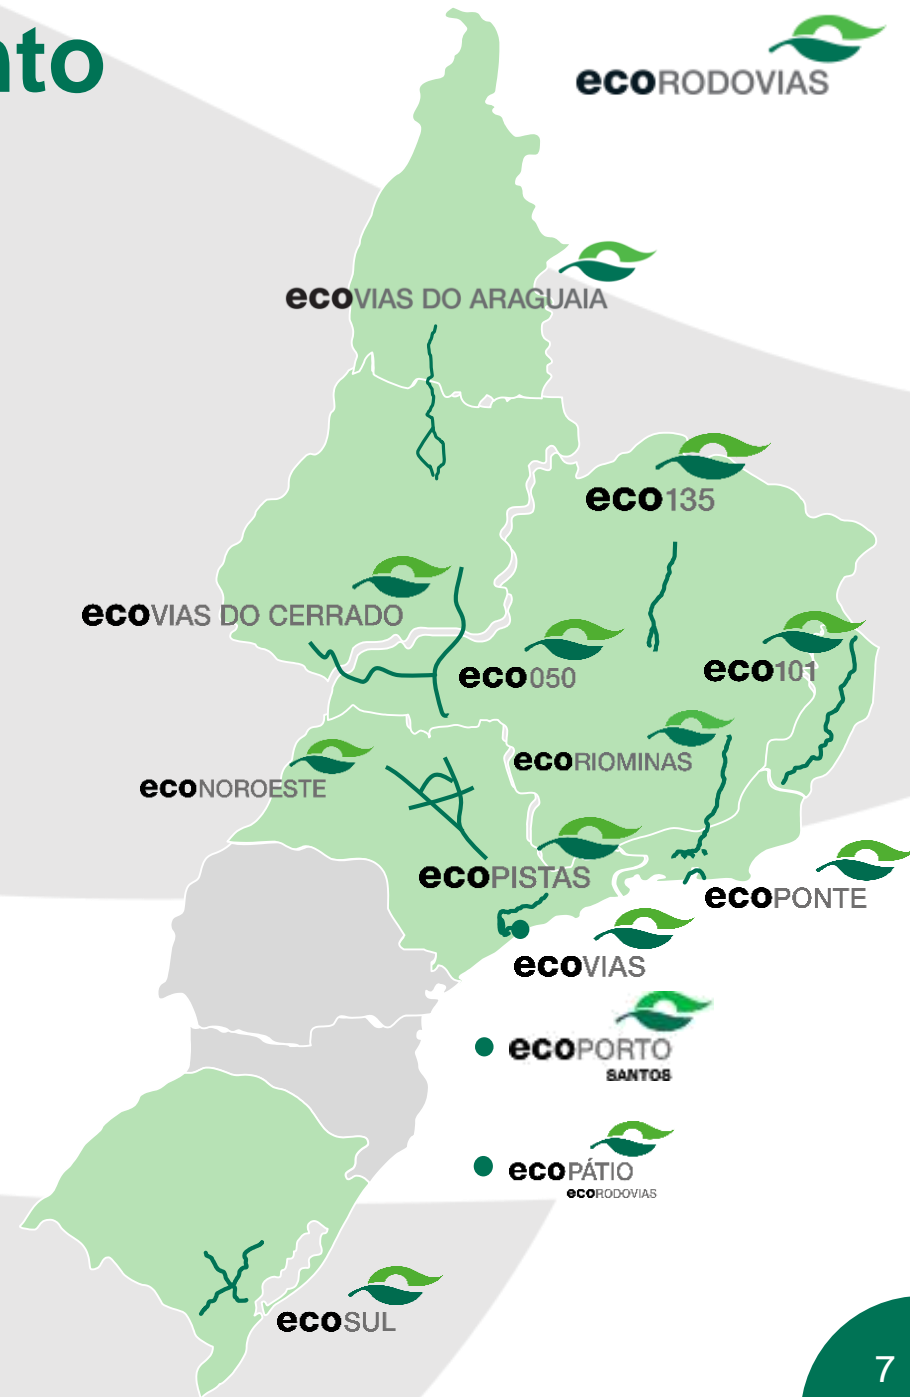 nto
ecoRODOVIAS
ecoVIAS DO ARAGUAIA
eco135
ecoVIAS DO CERRADO
eco050
eco101
ecoRIOMINAS
ecoNOROESTE
ecoPISTAS
ecoPONTE
ecoVIAS
ecoPORTO
SANTOS
ecoPÁTIO
ecoRODOVIAS
ecoSUL
7